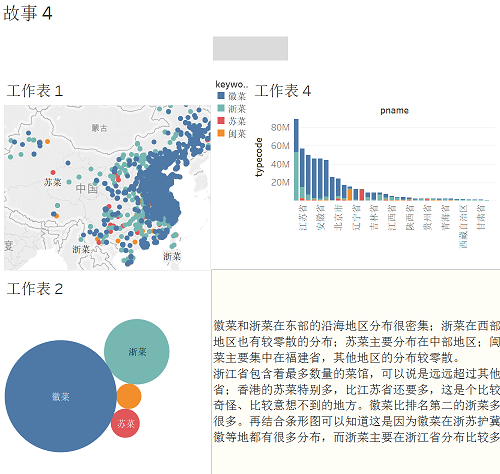 故事 4
工作表 1
keywo..
徽菜
浙菜
苏菜
闽菜
工作表 4
pname
typecode
80M
60M
40M
20M
江苏省
安徽省
北京市
辽宁省
吉林省
江西省
陕西省
贵州省
青海省
西藏自治区
甘肃省
蒙古
苏菜
中国
浙菜
浙菜
度
工作表 2
浙菜
徽菜
苏菜
徽菜和浙菜在东部的沿海地区分布很密集；浙菜在西部
地区也有较零散的分布；苏菜主要分布在中部地区；闽
菜主要集中在福建省，其他地区的分布较零散。
浙江省包含着最多数量的菜馆，可以说是远远超过其他
省；香港的苏菜特别多，比江苏省还要多，这是个比较
奇怪、比较意想不到的地方。徽菜比排名第二的浙菜多
很多。再结合条形图可以知道这是因为徽菜在浙苏护冀
徽等地都有很多分布，而浙菜主要在浙江省分布比较多